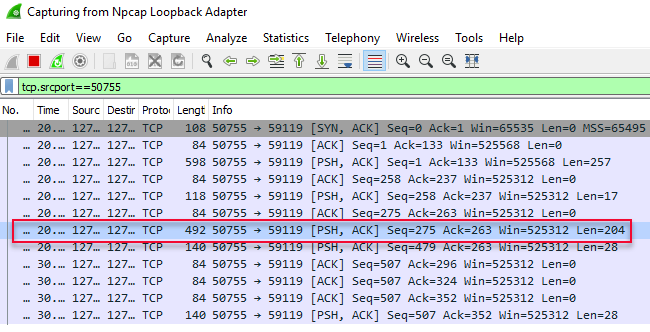 Capturing from Npcap Loopback Adapter
File Edit View Go Capture Analyze Statistics Telephony Wireless Tools Help
tcp.srcport==50755
No. Time Sourc Destir Protoc Lengt Info
... 20.... 127... 127... TCP 108 50755 → 59119 [SYN, ACK] Seq=0 Ack=1 Win=65535 Len=0 MSS=65495
... 20.... 127... 127... TCP 84 50755 → 59119 [ACK] Seq=1 Ack=133 Win=525568 Len=0
... 20.... 127... 127... TCP 598 50755 → 59119 [PSH, ACK] Seq=1 Ack=133 Win=525568 Len=257
... 20.... 127... 127... TCP 84 50755 → 59119 [ACK] Seq=258 Ack=237 Win=525312 Len=0
... 20.... 127... 127... TCP 118 50755 → 59119 [PSH, ACK] Seq=258 Ack=237 Win=525312 Len=17
... 20.... 127... 127... TCP 84 50755 → 59119 [ACK] Seq=275 Ack=263 Win=525312 Len=0
... 20.... 127... 127... TCP 492 50755 → 59119 [PSH, ACK] Seq=275 Ack=263 Win=525312 Len=204
... 20.... 127... 127... TCP 140 50755 → 59119 [PSH, ACK] Seq=479 Ack=263 Win=525312 Len=28
... 30.... 127... 127... TCP 84 50755 → 59119 [ACK] Seq=507 Ack=296 Win=525312 Len=0
... 30.... 127... 127... TCP 84 50755 → 59119 [ACK] Seq=507 Ack=324 Win=525312 Len=0
... 30.... 127... 127... TCP 84 50755 → 59119 [ACK] Seq=507 Ack=352 Win=525312 Len=0
... 30.... 127... 127... TCP 140 50755 → 59119 [PSH, ACK] Seq=507 Ack=352 Win=525312 Len=28